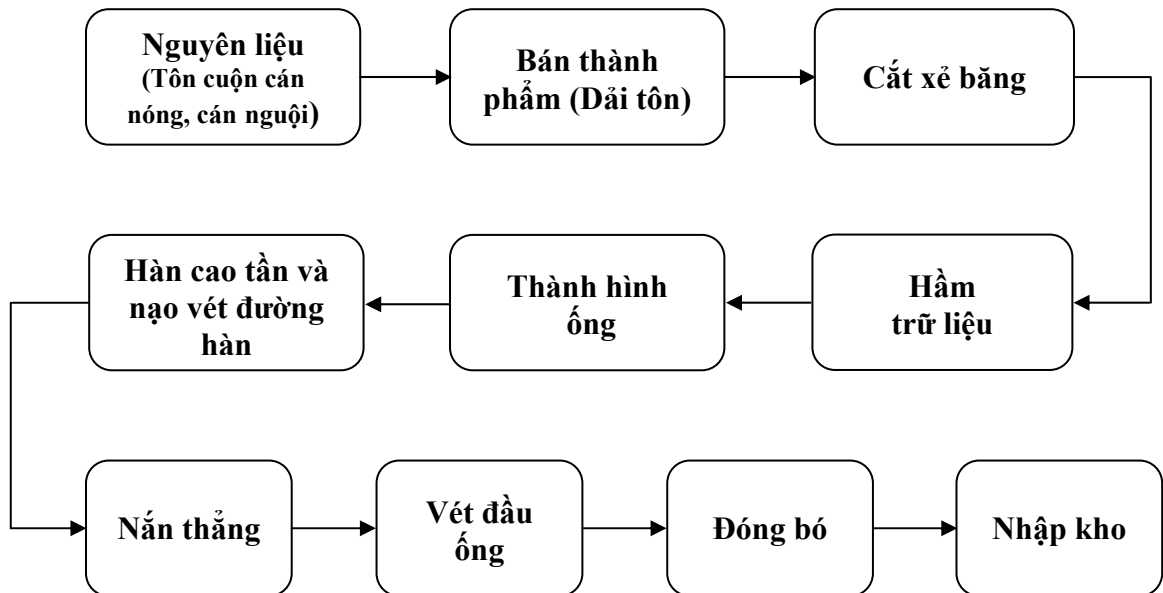 Nguyên liệu
(Tôn cuộn cán
nóng, cán nguội)
Bán thành
phẩm (Dải tôn)
Cắt xẻ băng
Hầm
trữ liệu
Thành hình
ống
Hàn cao tần và
nạo vét đường
hàn
Nắn thẳng
Vét đầu
ống
Đóng bó
Nhập kho